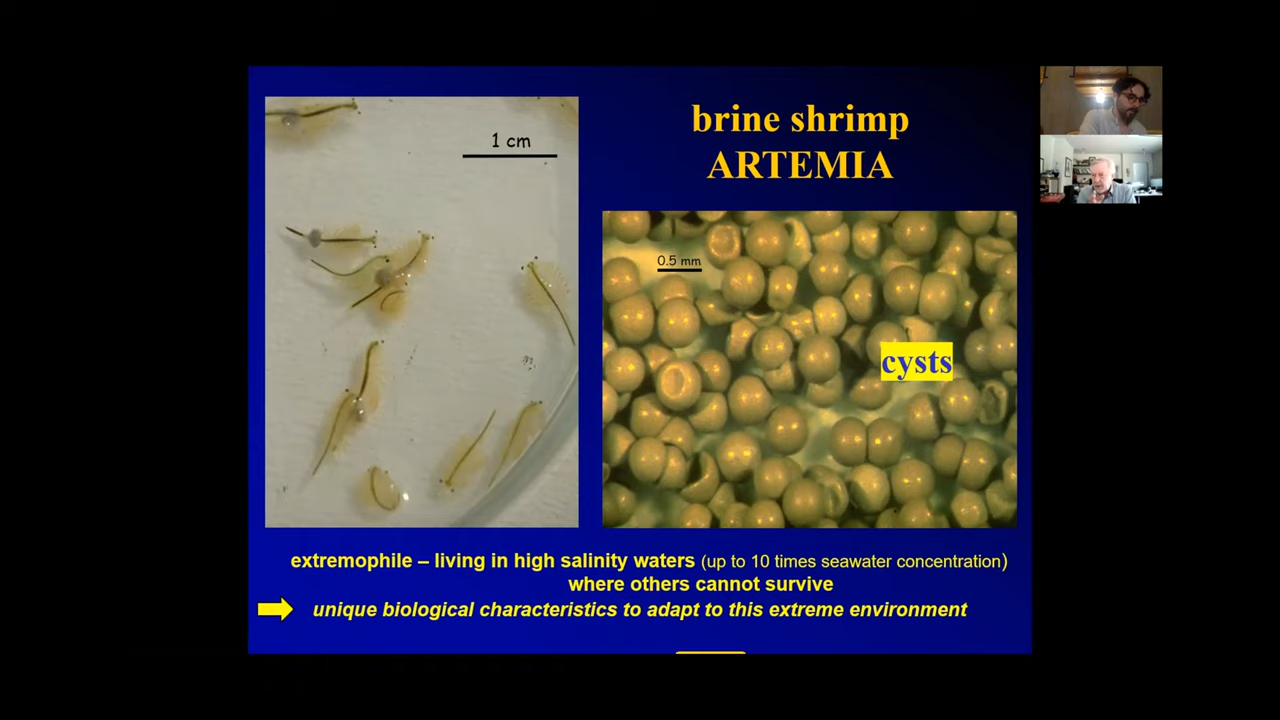 brine shrimp
ARTEMIA
1 cm
0.5 mm
cysts
extremophile – living in high salinity waters (up to 10 times seawater concentration)
where others cannot survive
unique biological characteristics to adapt to this extreme environment